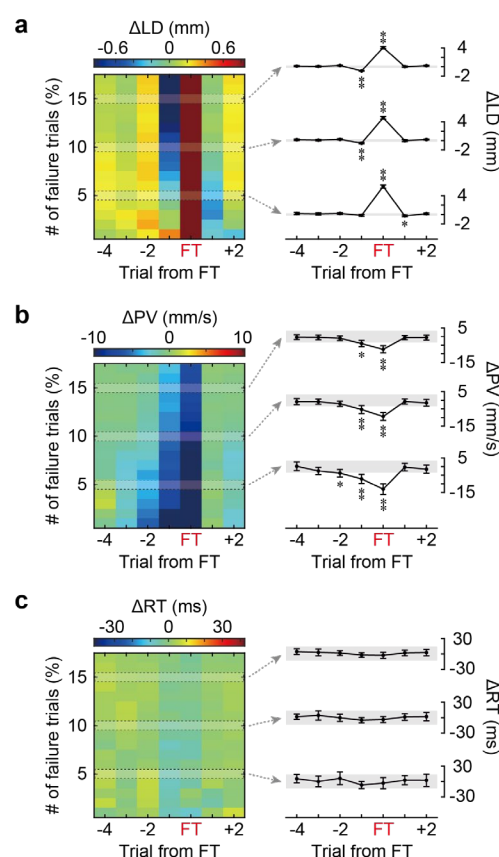 a
ΔLD (mm)
-0.6 0 0.6
# of failure trials (%)
15
10
5
-4 -2 FT +2
Trial from FT
**
**
4
-2
**
**
4
-2
**
*
4
-2
ΔLD (mm)
-4 -2 FT +2
Trial from FT
b
ΔPV (mm/s)
-10 0 10
# of failure trials (%)
15
10
5
-4 -2 FT +2
Trial from FT
* **
5
-15
** **
5
-15
* ** **
5
-15
ΔPV (mm/s)
-4 -2 FT +2
Trial from FT
c
ΔRT (ms)
-30 0 30
# of failure trials (%)
15
10
5
-4 -2 FT +2
Trial from FT
30
-30
30
-30
30
-30
ΔRT (ms)
-4 -2 FT +2
Trial from FT